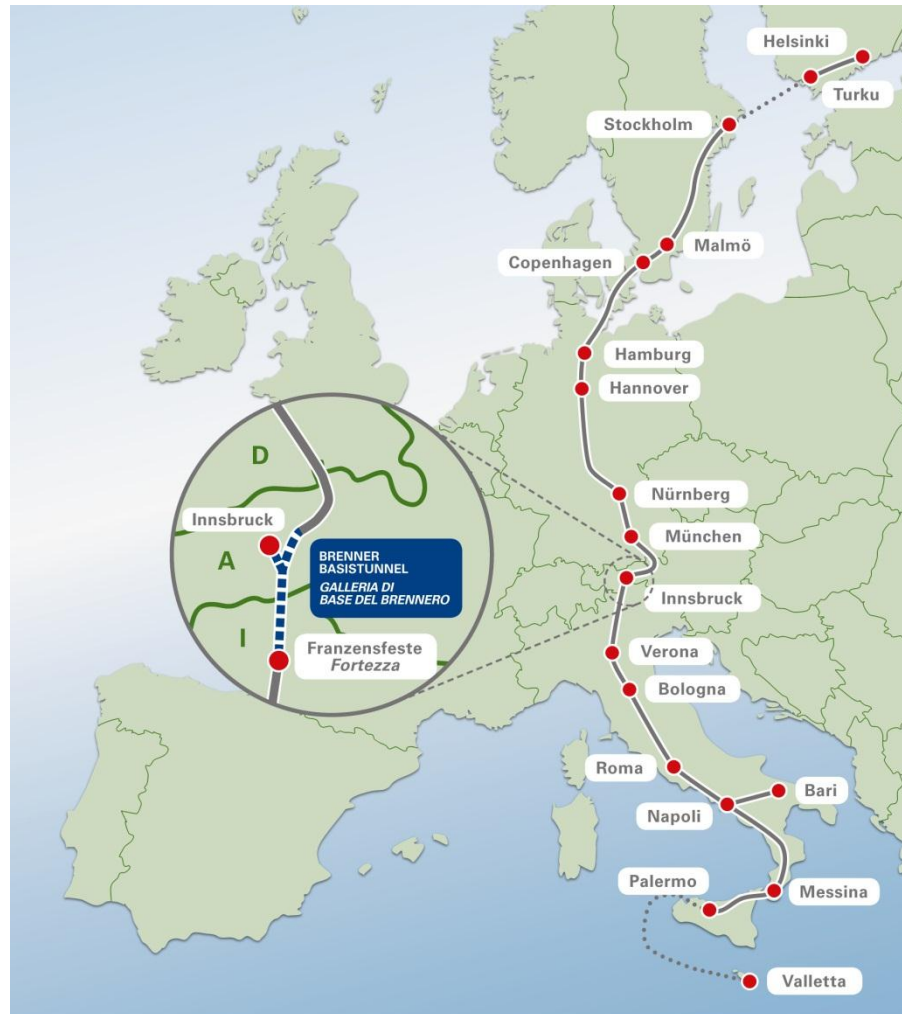 Helsinki
Turku
Stockholm
Malmö
Copenhagen
Hamburg
Hannover
D
Nürnberg
Innsbruck
München
BRENNER
BASISTUNNEL
A
GALLERIA DI
BASE DEL BRENNERO
Innsbruck
I
Franzensfeste
Fortezza
Verona
Bologna
Roma
Bari
Napoli
Palermo
Messina
Valletta